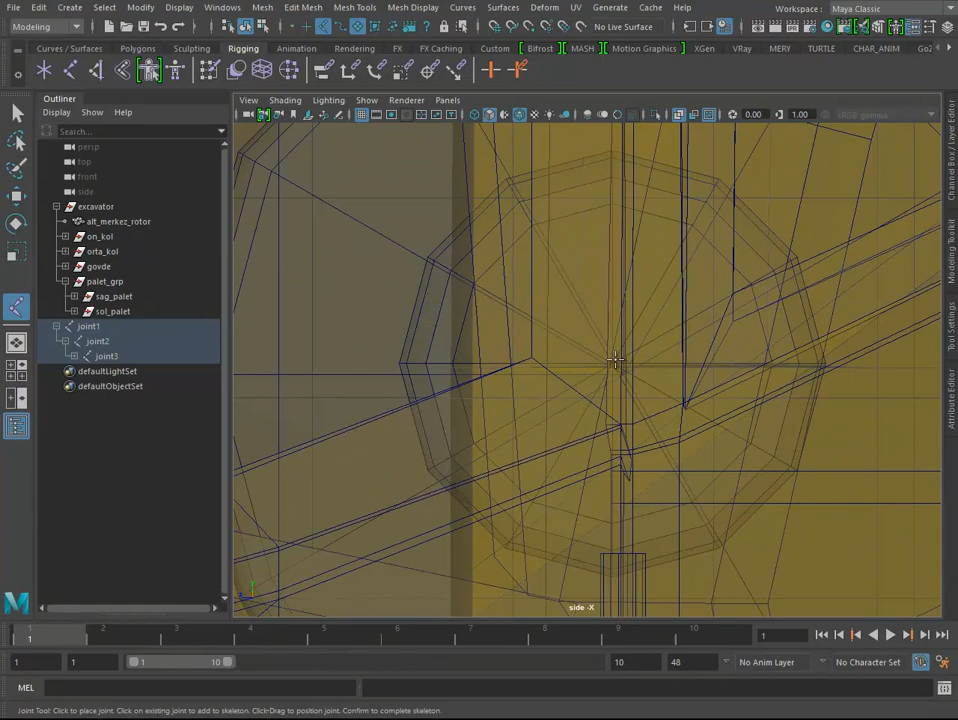 File Edit Create Select Modify Display Windows Mesh Edit Mesh Mesh Tools Mesh Display Curves Surfaces Deform UV Generate Cache Workspace : Maya Classic
Modeling No Live Surface
Curves / Surfaces Polygons Sculpting Rigging Animation Rendering FX FX Caching Custom Bifrost MASH Motion Graphics XGen VRay MERY TURTLE CHAR_ANIM
Outliner
View Shading Lighting Show Renderer Panels
Display Show Help
0.00 1.00
Search...
persp
top
front
side
excavator
alt_merkez_rotor
on_kol
orta_kol
govde
palet_grp
sag_palet
sol_palet
joint1
joint2
joint3
defaultLightSet
defaultObjectSet
Channel Box / Layer Editor
Modeling Toolkit
Tool Settings
Attribute Editor
side -X
1 2 3 4 5 6 7 8 9 10
1 1
1 1 1 10 10 48 No Anim Layer No Character Set
MEL
Joint Tool: Click to place joint. Click on existing joint to add to skeleton. Click-Drag to position joint. Confirm to complete skeleton.